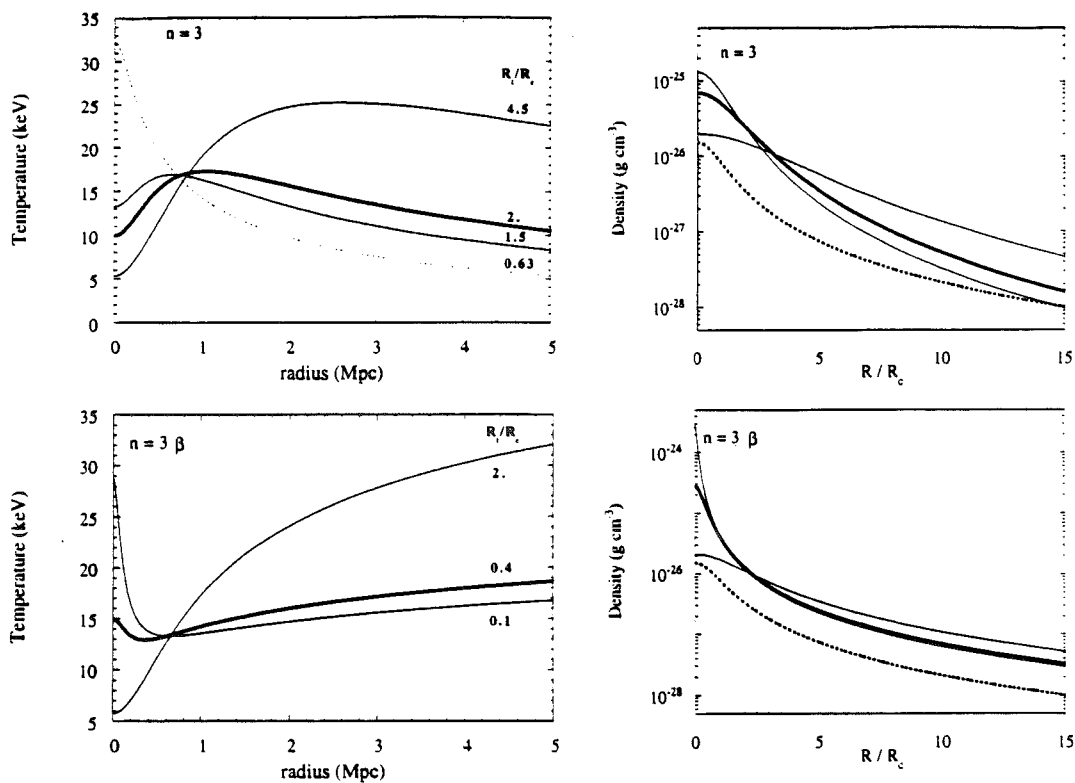 n = 3
R_t/R_c
4.5
2.
1.5
0.63
Temperature (keV)
35
30
25
20
15
10
5
0
0 1 2 3 4 5
radius (Mpc)
n = 3
Density (g cm⁻³)
10⁻²⁵
10⁻²⁶
10⁻²⁷
10⁻²⁸
0 5 10 15
R / R_c
n = 3 β
R_t/R_c
2.
0.4
0.1
Temperature (keV)
35
30
25
20
15
10
5
0 1 2 3 4 5
radius (Mpc)
n = 3 β
Density (g cm⁻³)
10⁻²⁴
10⁻²⁶
10⁻²⁸
0 5 10 15
R / R_c